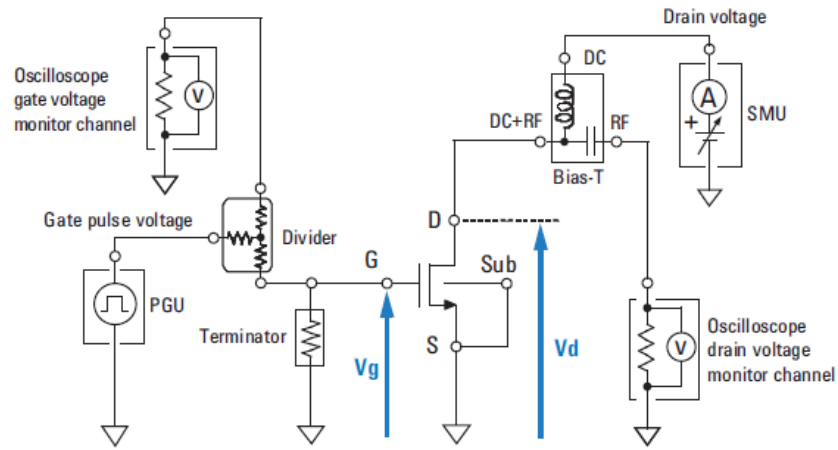 Drain voltage
Oscilloscope
gate voltage
monitor channel
V
DC
A
+
SMU
DC+RF
RF
Bias-T
Gate pulse voltage
Divider
D
G
Sub
PGU
Terminator
S
Vg
Vd
V
Oscilloscope
drain voltage
monitor channel